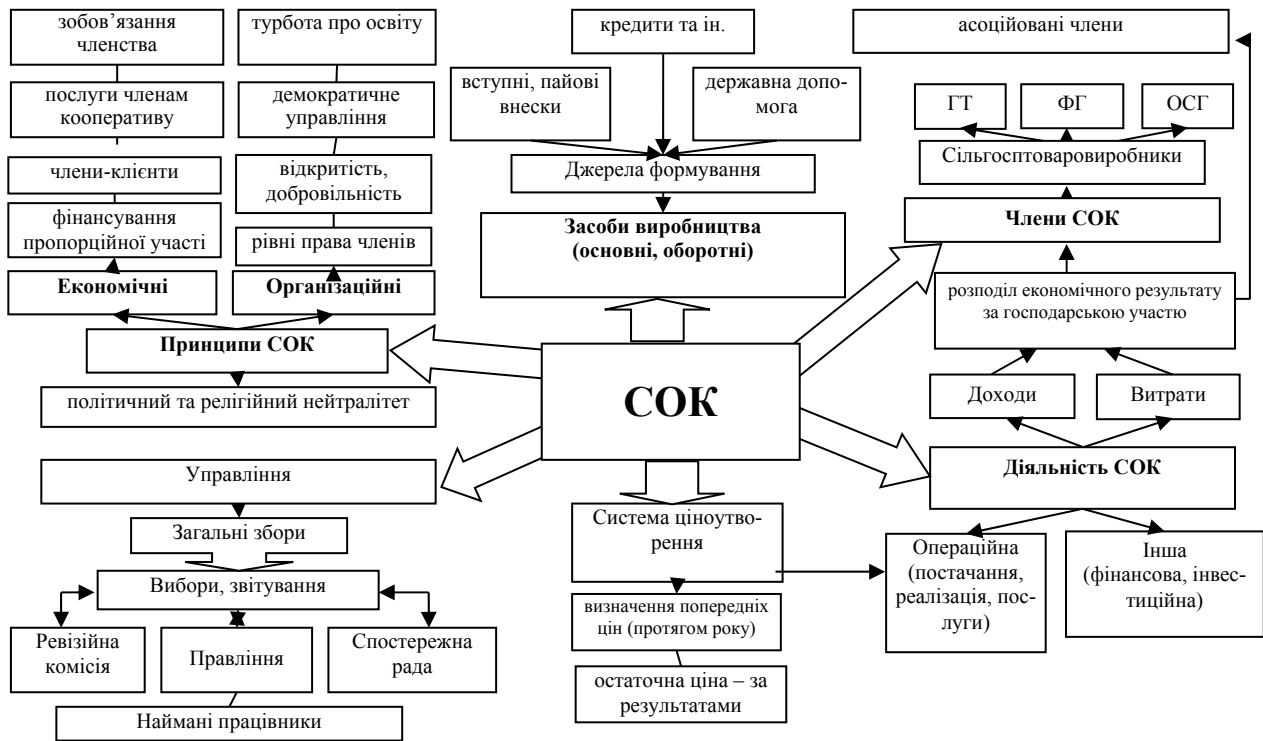 зобов’язання
членства
турбота про освіту
кредити та ін.
асоційовані члени
послуги членам
кооперативу
демократичне
управління
вступні, пайові
внески
державна допо-
мога
ГТ
ФГ
ОСГ
члени-клієнти
відкритість,
добровільність
Джерела формування
Сільгосптоваровиробники
фінансування
пропорційної участі
рівні права членів
Засоби виробництва
(основні, оборотні)
Члени СОК
Економічні
Організаційні
розподіл економічного результату
за господарською участю
Принципи СОК
політичний та релігійний нейтралітет
СОК
Доходи
Витрати
Управління
Діяльність СОК
Загальні збори
Система ціноутво-
рення
Вибори, звітування
Операційна
(постачання,
реалізація, пос-
луги)
Інша
(фінансова, інвес-
тиційна)
визначення попередніх
цін (протягом року)
Ревізійна
комісія
Правління
Спостережна
рада
остаточна ціна – за
результатами
Наймані працівники